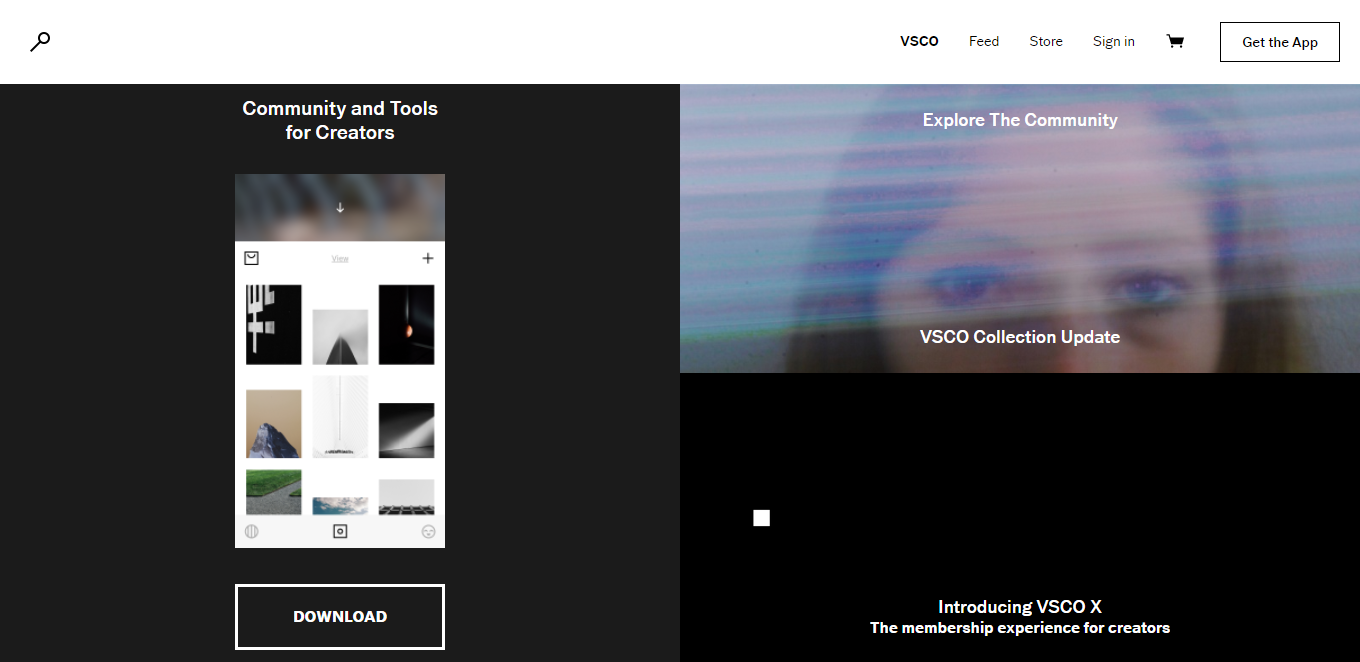 VSCO
Feed
Store
Sign in
Get the App
Community and Tools
for Creators
View
DOWNLOAD
Explore The Community
VSCO Collection Update
Introducing VSCO X
The membership experience for creators